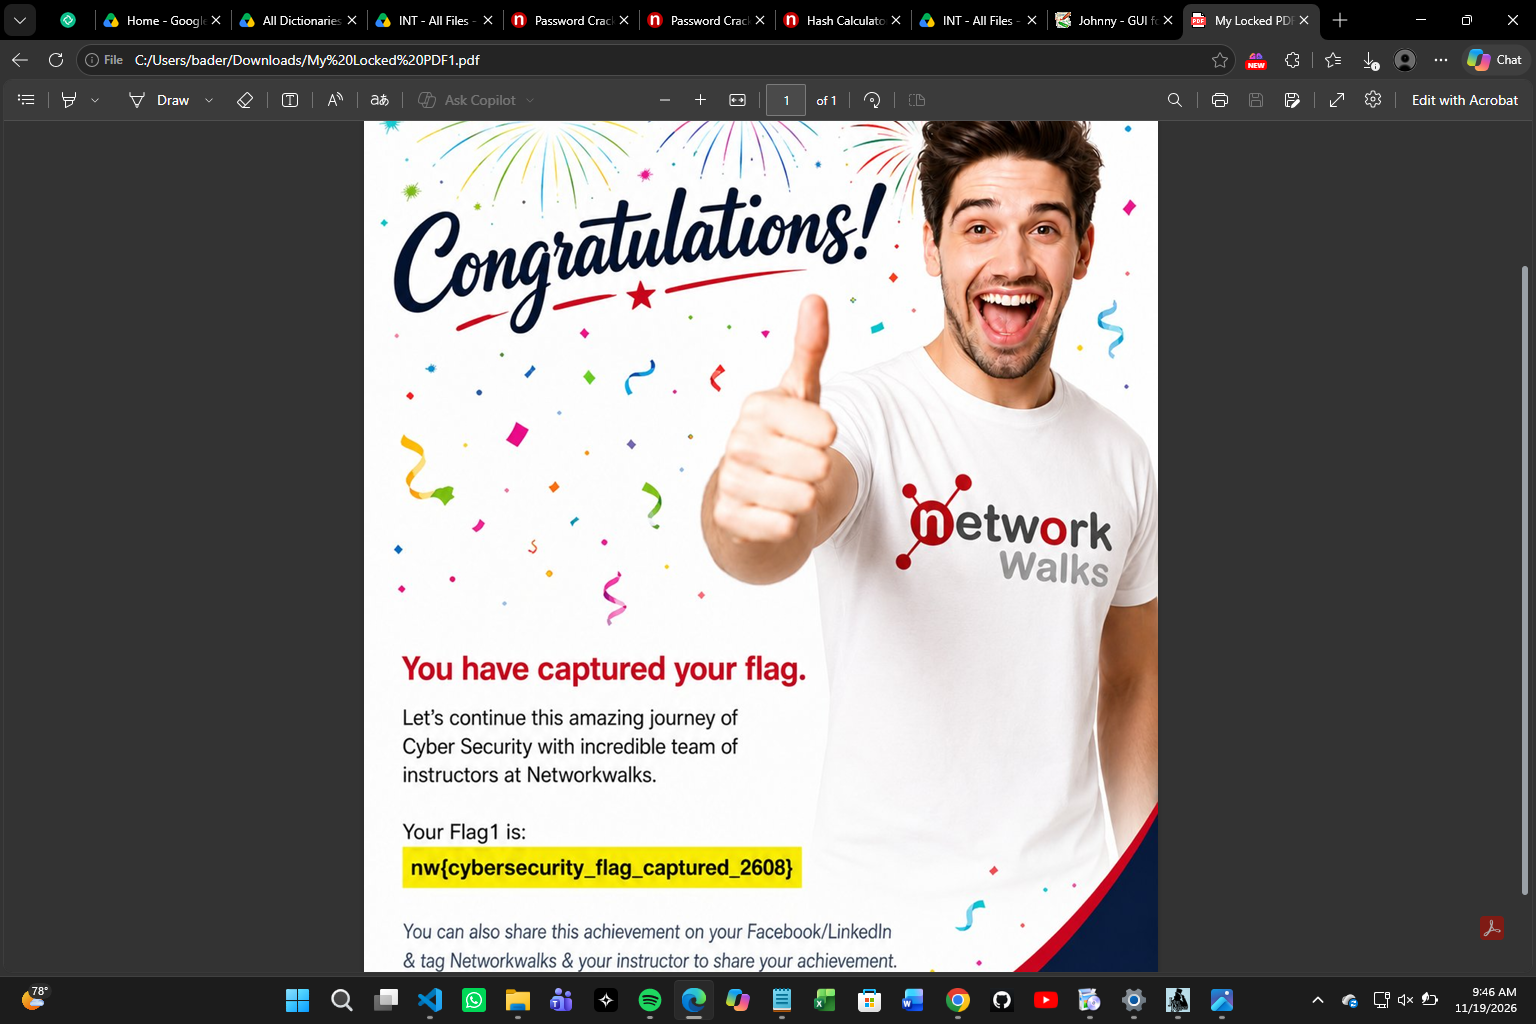 Home - Google
All Dictionaries
INT - All Files -
Password Crac
Password Crac
Hash Calculato
INT - All Files -
Johnny - GUI fo
My Locked PDF
File
C:/Users/bader/Downloads/My%20Locked%20PDF1.pdf
NEW
Chat
Draw
Ask Copilot
1
of 1
Edit with Acrobat
Congratulations!
network
Walks
You have captured your flag.
Let's continue this amazing journey of
Cyber Security with incredible team of
instructors at Networkwalks.
Your Flag1 is:
nw{cybersecurity_flag_captured_2608}
You can also share this achievement on your Facebook/LinkedIn
& tag Networkwalks & your instructor to share your achievement.
78°
9:46 AM
11/19/2026